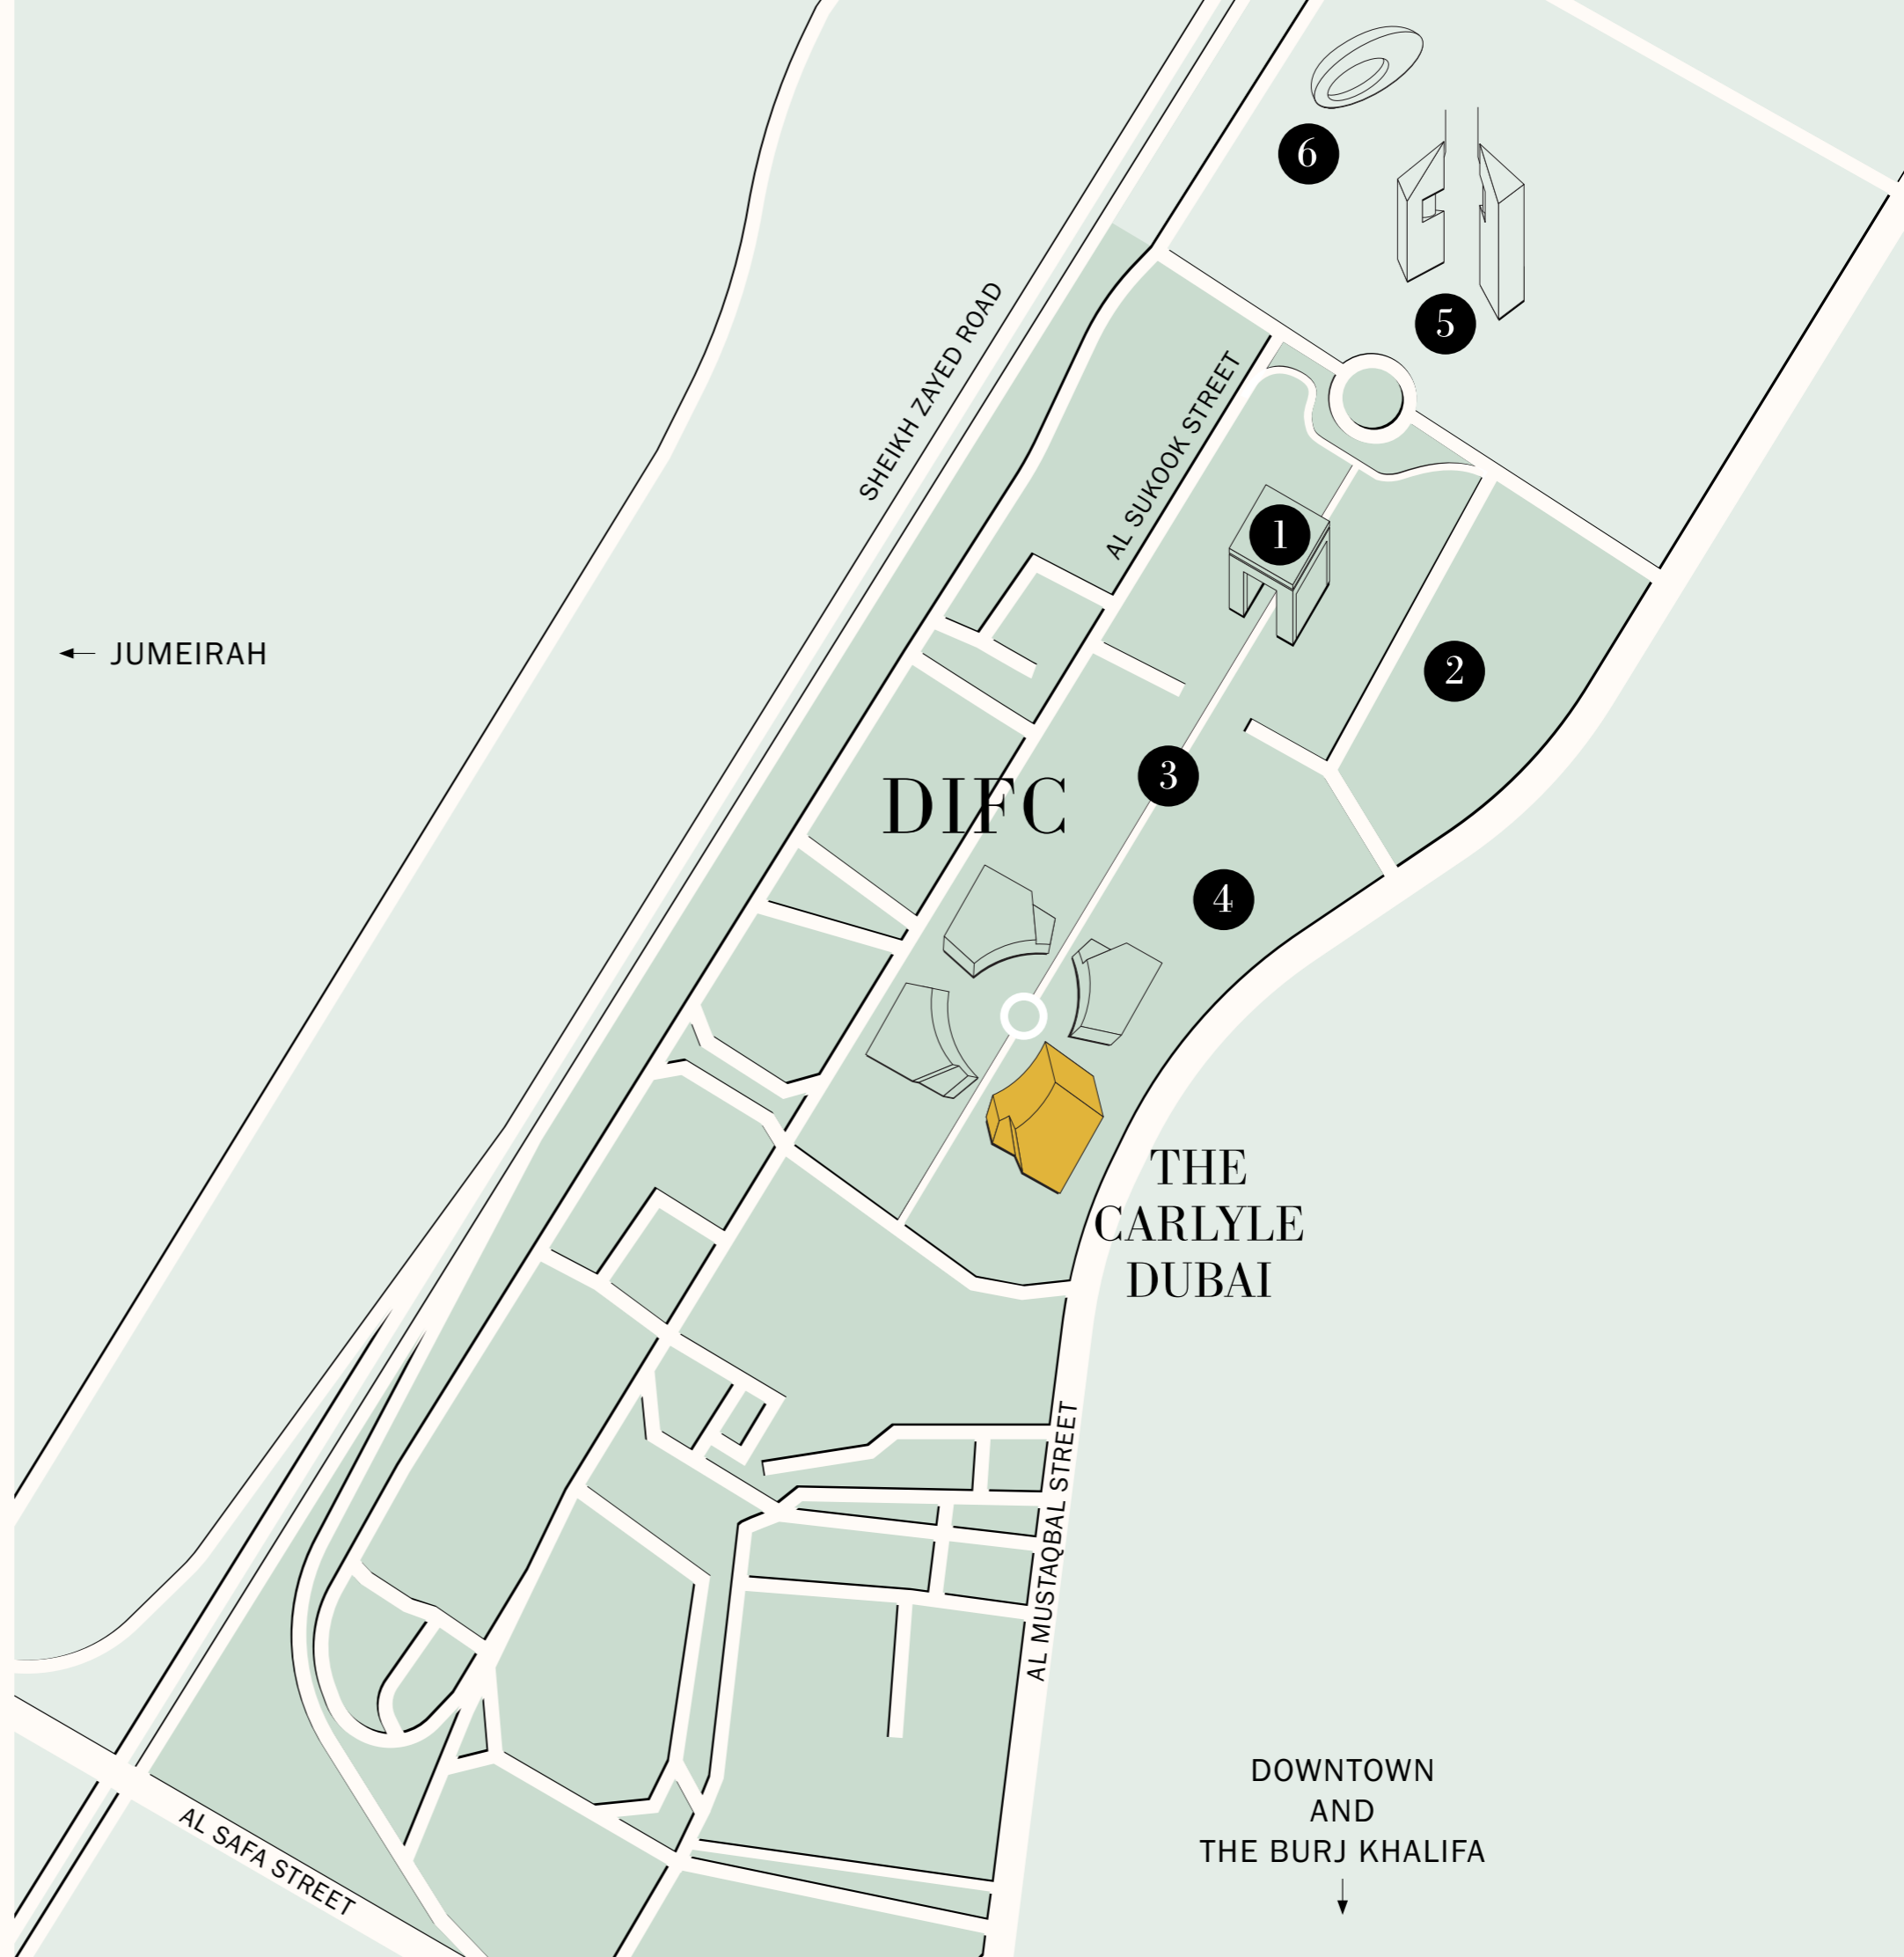 6
5
SHEIKH ZAYED ROAD
AL SUKOOK STREET
1
JUMEIRAH
2
3
DIFC
4
THE
CARLYLE
DUBAI
AL MUSTAQBAL STREET
DOWNTOWN
AND
THE BURJ KHALIFA
AL SAFA STREET